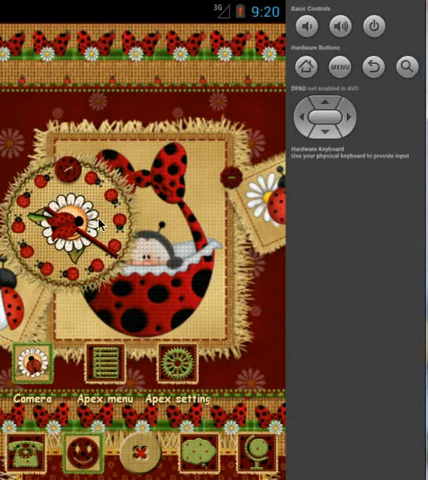 3G 9:20
Basic Controls
Hardware Buttons
MENU
DPAD not enabled in AVD
Hardware Keyboard
Use your physical keyboard to provide input
Camera Apex menu Apex setting